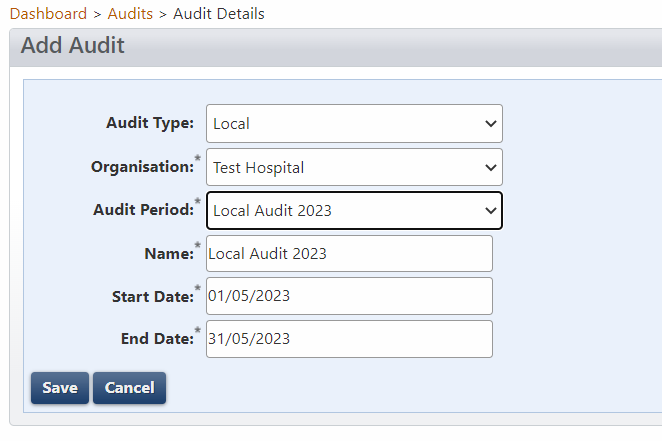 Dashboard > Audits > Audit Details
Add Audit
Audit Type: Local
Organisation:* Test Hospital
Audit Period:* Local Audit 2023
Name:* Local Audit 2023
Start Date:* 01/05/2023
End Date:* 31/05/2023
Save Cancel